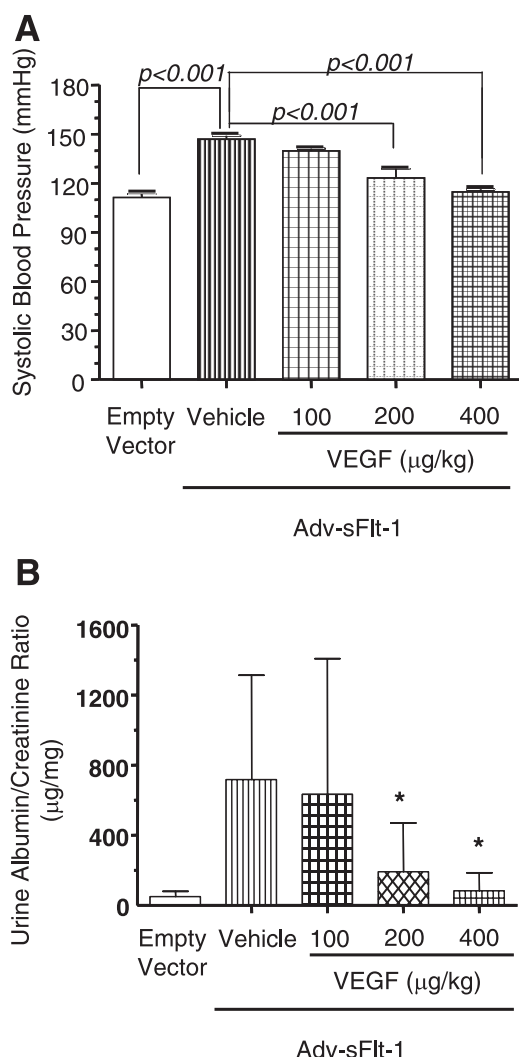 A
Systolic Blood Pressure (mmHg)
180
150
120
90
60
30
0
p<0.001
p<0.001
p<0.001
Empty Vector
Vehicle
100
200
400
VEGF (μg/kg)
Adv-sFlt-1
B
Urine Albumin/Creatinine Ratio
(μg/mg)
1600
1200
800
400
0
*
*
Empty Vector
Vehicle
100
200
400
VEGF (μg/kg)
Adv-sFlt-1